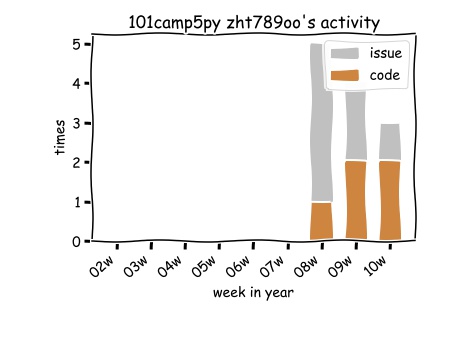 101camp5py zht789oo's activity
issue
code
5
4
3
2
1
0
times
02w 03w 04w 05w 06w 07w 08w 09w 10w
week in year